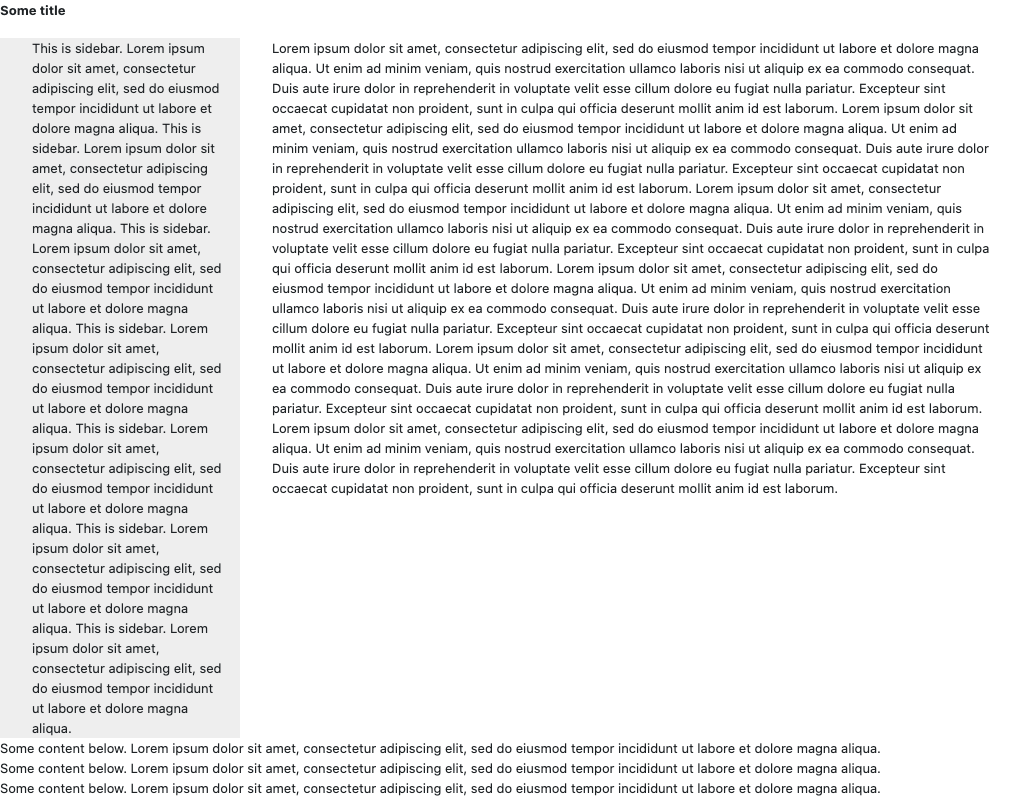 Some title
This is sidebar. Lorem ipsum
dolor sit amet, consectetur
adipiscing elit, sed do eiusmod
tempor incididunt ut labore et
dolore magna aliqua. This is
sidebar. Lorem ipsum dolor sit
amet, consectetur adipiscing
elit, sed do eiusmod tempor
incididunt ut labore et dolore
magna aliqua. This is sidebar.
Lorem ipsum dolor sit amet,
consectetur adipiscing elit, sed
do eiusmod tempor incididunt
ut labore et dolore magna
aliqua. This is sidebar. Lorem
ipsum dolor sit amet,
consectetur adipiscing elit, sed
do eiusmod tempor incididunt
ut labore et dolore magna
aliqua. This is sidebar. Lorem
ipsum dolor sit amet,
consectetur adipiscing elit, sed
do eiusmod tempor incididunt
ut labore et dolore magna
aliqua. This is sidebar. Lorem
ipsum dolor sit amet,
consectetur adipiscing elit, sed
do eiusmod tempor incididunt
ut labore et dolore magna
aliqua. This is sidebar. Lorem
ipsum dolor sit amet,
consectetur adipiscing elit, sed
do eiusmod tempor incididunt
ut labore et dolore magna
aliqua.
Lorem ipsum dolor sit amet, consectetur adipiscing elit, sed do eiusmod tempor incididunt ut labore et dolore magna
aliqua. Ut enim ad minim veniam, quis nostrud exercitation ullamco laboris nisi ut aliquip ex ea commodo consequat.
Duis aute irure dolor in reprehenderit in voluptate velit esse cillum dolore eu fugiat nulla pariatur. Excepteur sint
occaecat cupidatat non proident, sunt in culpa qui officia deserunt mollit anim id est laborum. Lorem ipsum dolor sit
amet, consectetur adipiscing elit, sed do eiusmod tempor incididunt ut labore et dolore magna aliqua. Ut enim ad
minim veniam, quis nostrud exercitation ullamco laboris nisi ut aliquip ex ea commodo consequat. Duis aute irure dolor
in reprehenderit in voluptate velit esse cillum dolore eu fugiat nulla pariatur. Excepteur sint occaecat cupidatat non
proident, sunt in culpa qui officia deserunt mollit anim id est laborum. Lorem ipsum dolor sit amet, consectetur
adipiscing elit, sed do eiusmod tempor incididunt ut labore et dolore magna aliqua. Ut enim ad minim veniam, quis
nostrud exercitation ullamco laboris nisi ut aliquip ex ea commodo consequat. Duis aute irure dolor in reprehenderit in
voluptate velit esse cillum dolore eu fugiat nulla pariatur. Excepteur sint occaecat cupidatat non proident, sunt in culpa
qui officia deserunt mollit anim id est laborum. Lorem ipsum dolor sit amet, consectetur adipiscing elit, sed do
eiusmod tempor incididunt ut labore et dolore magna aliqua. Ut enim ad minim veniam, quis nostrud exercitation
ullamco laboris nisi ut aliquip ex ea commodo consequat. Duis aute irure dolor in reprehenderit in voluptate velit esse
cillum dolore eu fugiat nulla pariatur. Excepteur sint occaecat cupidatat non proident, sunt in culpa qui officia deserunt
mollit anim id est laborum. Lorem ipsum dolor sit amet, consectetur adipiscing elit, sed do eiusmod tempor incididunt
ut labore et dolore magna aliqua. Ut enim ad minim veniam, quis nostrud exercitation ullamco laboris nisi ut aliquip ex
ea commodo consequat. Duis aute irure dolor in reprehenderit in voluptate velit esse cillum dolore eu fugiat nulla
pariatur. Excepteur sint occaecat cupidatat non proident, sunt in culpa qui officia deserunt mollit anim id est laborum.
Lorem ipsum dolor sit amet, consectetur adipiscing elit, sed do eiusmod tempor incididunt ut labore et dolore magna
aliqua. Ut enim ad minim veniam, quis nostrud exercitation ullamco laboris nisi ut aliquip ex ea commodo consequat.
Duis aute irure dolor in reprehenderit in voluptate velit esse cillum dolore eu fugiat nulla pariatur. Excepteur sint
occaecat cupidatat non proident, sunt in culpa qui officia deserunt mollit anim id est laborum.
Some content below. Lorem ipsum dolor sit amet, consectetur adipiscing elit, sed do eiusmod tempor incididunt ut labore et dolore magna aliqua.
Some content below. Lorem ipsum dolor sit amet, consectetur adipiscing elit, sed do eiusmod tempor incididunt ut labore et dolore magna aliqua.
Some content below. Lorem ipsum dolor sit amet, consectetur adipiscing elit, sed do eiusmod tempor incididunt ut labore et dolore magna aliqua.